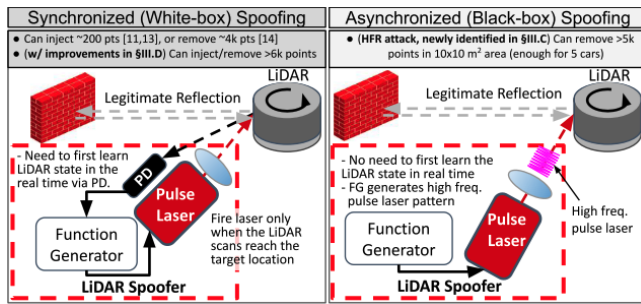 Synchronized (White-box) Spoofing
● Can inject ~200 pts [11,13], or remove ~4k pts [14]
● (w/ improvements in §III.D) Can inject/remove >6k points
LiDAR
Legitimate Reflection
- Need to first learn
LiDAR state in the
real time via PD.
PD
Pulse
Laser
Function
Generator
Fire laser only
when the LiDAR
scans reach the
target location
LiDAR Spoofer
Asynchronized (Black-box) Spoofing
● (HFR attack, newly identified in §III.C) Can remove >5k
points in 10x10 m² area (enough for 5 cars)
LiDAR
Legitimate Reflection
- No need to first learn the
LiDAR state in real time
- FG generates high freq.
pulse laser pattern
Pulse
Laser
Function
Generator
High freq.
pulse laser
LiDAR Spoofer